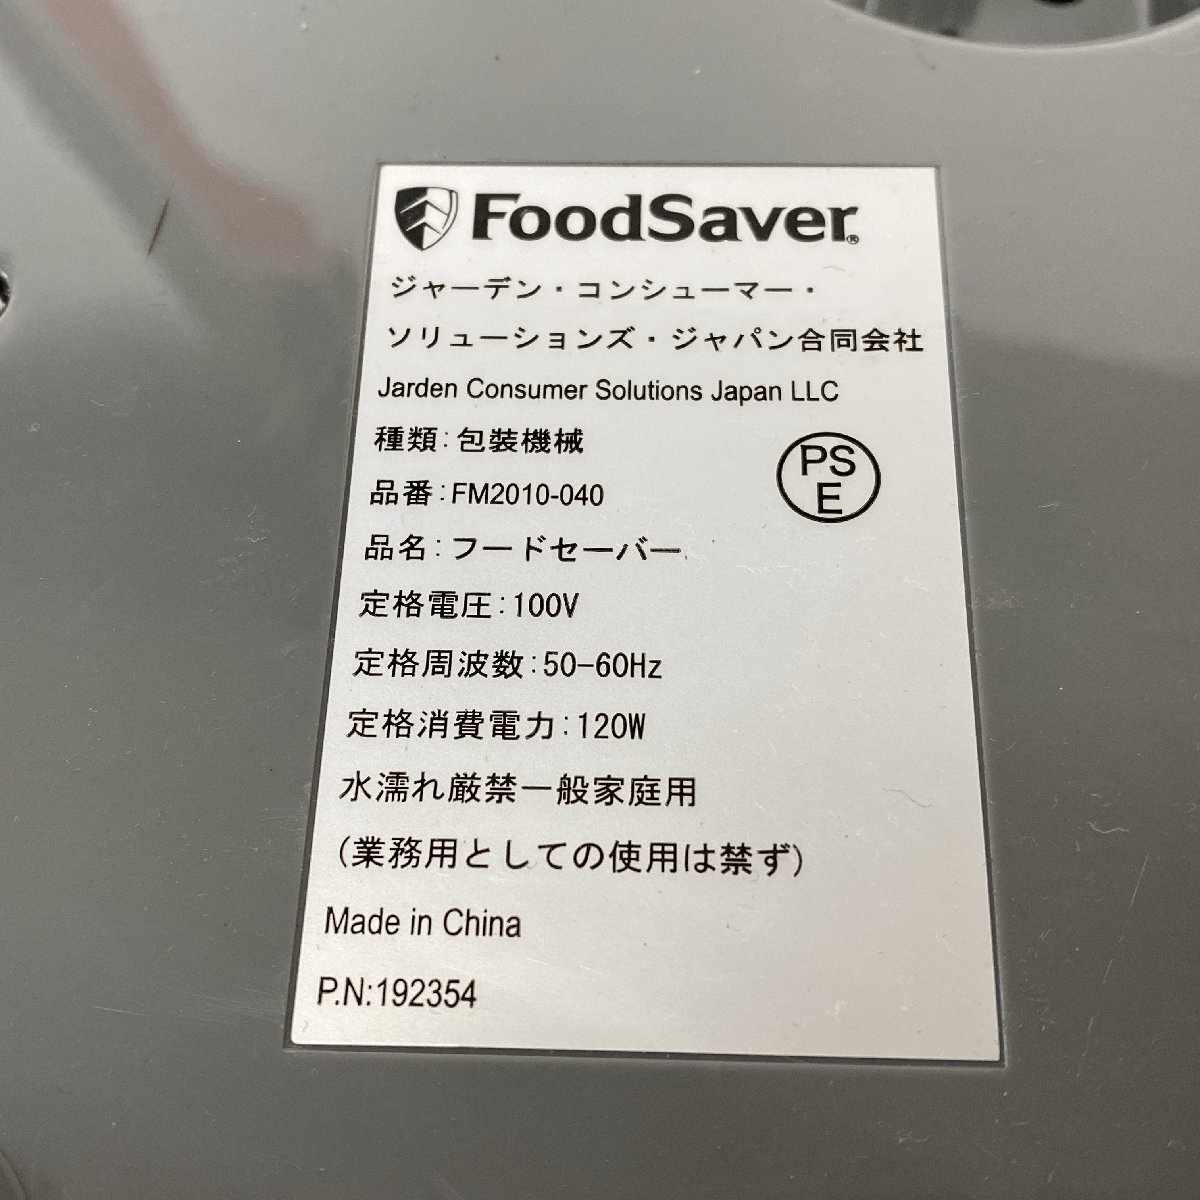 FoodSaver®
ジャーデン・コンシューマー・
ソリューションズ・ジャパン合同会社
Jarden Consumer Solutions Japan LLC
種類:包装機械
品番:FM2010-040
PS
E
品名:フードセーバー
定格電圧:100V
定格周波数:50-60Hz
定格消費電力:120W
水濡れ厳禁一般家庭用
(業務用としての使用は禁ず)
Made in China
P.N:192354